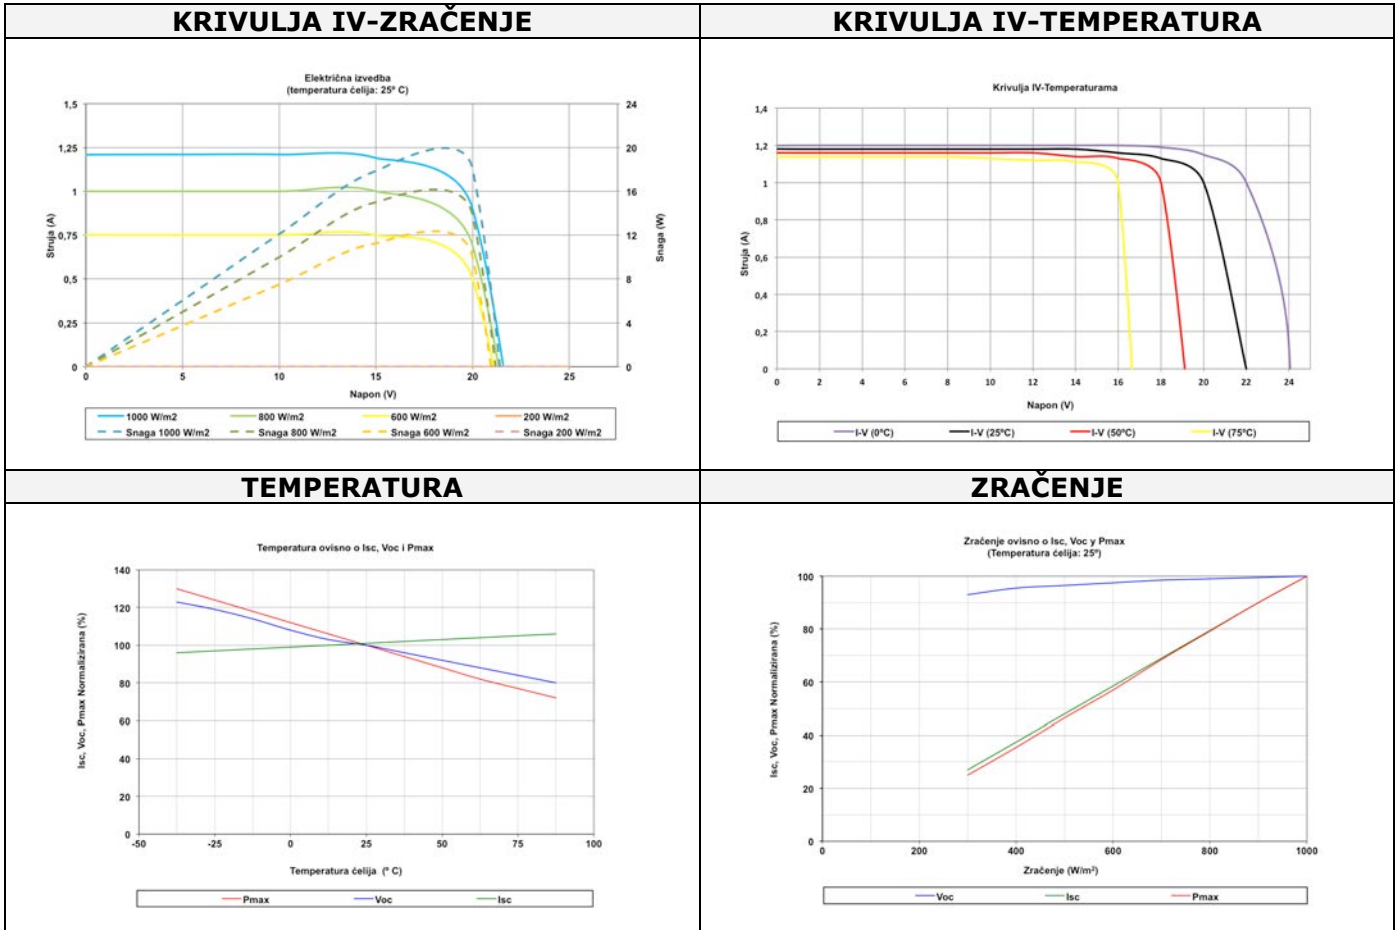 KRIVULJA IV-ZRAČENJE
Električna izvedba
(temperatura ćelija: 25º C)
1,5
1,25
1
0,75
0,5
0,25
0
24
20
16
12
8
4
0
Struja (A)
Snaga (W)
0 5 10 15 20 25
Napon (V)
1000 W/m2 800 W/m2 600 W/m2 200 W/m2
Snaga 1000 W/m2 Snaga 800 W/m2 Snaga 600 W/m2 Snaga 200 W/m2
KRIVULJA IV-TEMPERATURA
Krivulja IV-Temperaturama
1,4
1,2
1
0,8
0,6
0,4
0,2
0
Struja (A)
0 2 4 6 8 10 12 14 16 18 20 22 24
Napon (V)
I-V (0ºC) I-V (25ºC) I-V (50ºC) I-V (75ºC)
TEMPERATURA
Temperatura ovisno o Isc, Voc i Pmax
140
120
100
80
60
40
20
0
Isc, Voc, Pmax Normalizirana (%)
-50 -25 0 25 50 75 100
Temperatura ćelija (º C)
Pmax Voc Isc
ZRAČENJE
Zračenje ovisno o Isc, Voc y Pmax
(Temperatura ćelija: 25º)
100
80
60
40
20
0
Isc, Voc, Pmax Normalizirana (%)
0 200 400 600 800 1000
Zračenje (W/m²)
Voc Isc Pmax